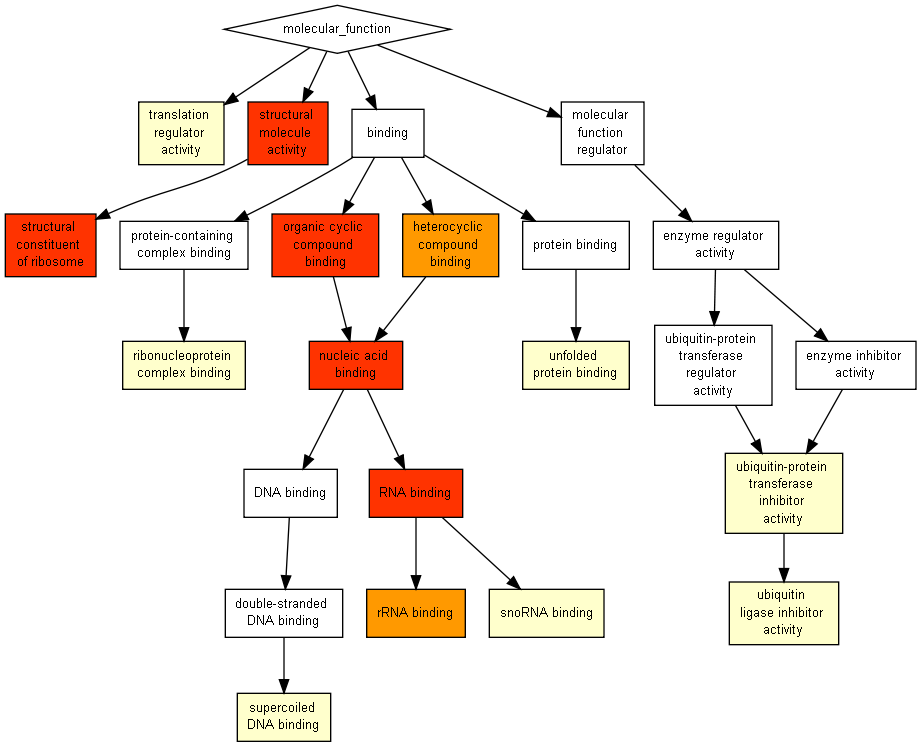 molecular_function
translation
regulator
activity
structural
molecule
activity
binding
molecular
function
regulator
structural
constituent
of ribosome
protein-containing
complex binding
organic cyclic
compound
binding
heterocyclic
compound
binding
protein binding
enzyme regulator
activity
ribonucleoprotein
complex binding
nucleic acid
binding
unfolded
protein binding
ubiquitin-protein
transferase
regulator
activity
enzyme inhibitor
activity
DNA binding
RNA binding
ubiquitin-protein
transferase
inhibitor
activity
double-stranded
DNA binding
rRNA binding
snoRNA binding
ubiquitin
ligase inhibitor
activity
supercoiled
DNA binding